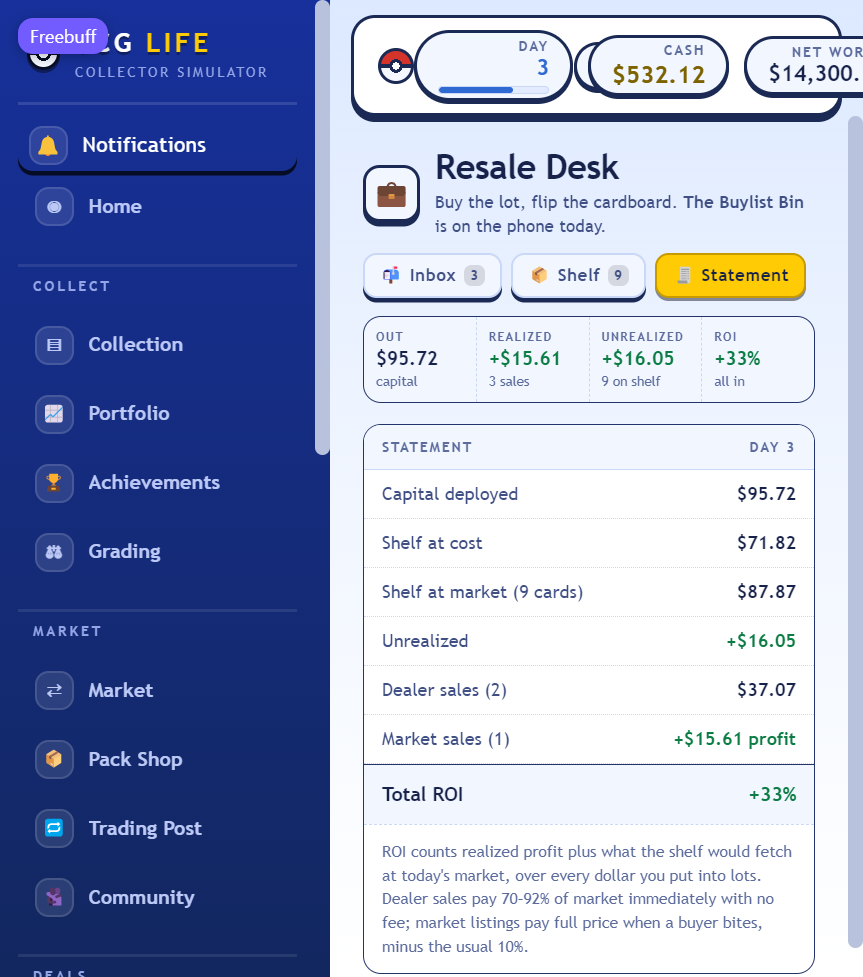 Freebuff
CG LIFE
COLLECTOR SIMULATOR
Notifications
Home
COLLECT
Collection
Portfolio
Achievements
Grading
MARKET
Market
Pack Shop
Trading Post
Community
DEALS
DAY
3
CASH
$532.12
NET WOR
$14,300.
Resale Desk
Buy the lot, flip the cardboard. The Buylist Bin
is on the phone today.
Inbox 3
Shelf 9
Statement
OUT
$95.72
capital
REALIZED
+$15.61
3 sales
UNREALIZED
+$16.05
9 on shelf
ROI
+33%
all in
STATEMENT DAY 3
Capital deployed $95.72
Shelf at cost $71.82
Shelf at market (9 cards) $87.87
Unrealized +$16.05
Dealer sales (2) $37.07
Market sales (1) +$15.61 profit
Total ROI +33%
ROI counts realized profit plus what the shelf would fetch
at today's market, over every dollar you put into lots.
Dealer sales pay 70-92% of market immediately with no
fee; market listings pay full price when a buyer bites,
minus the usual 10%.